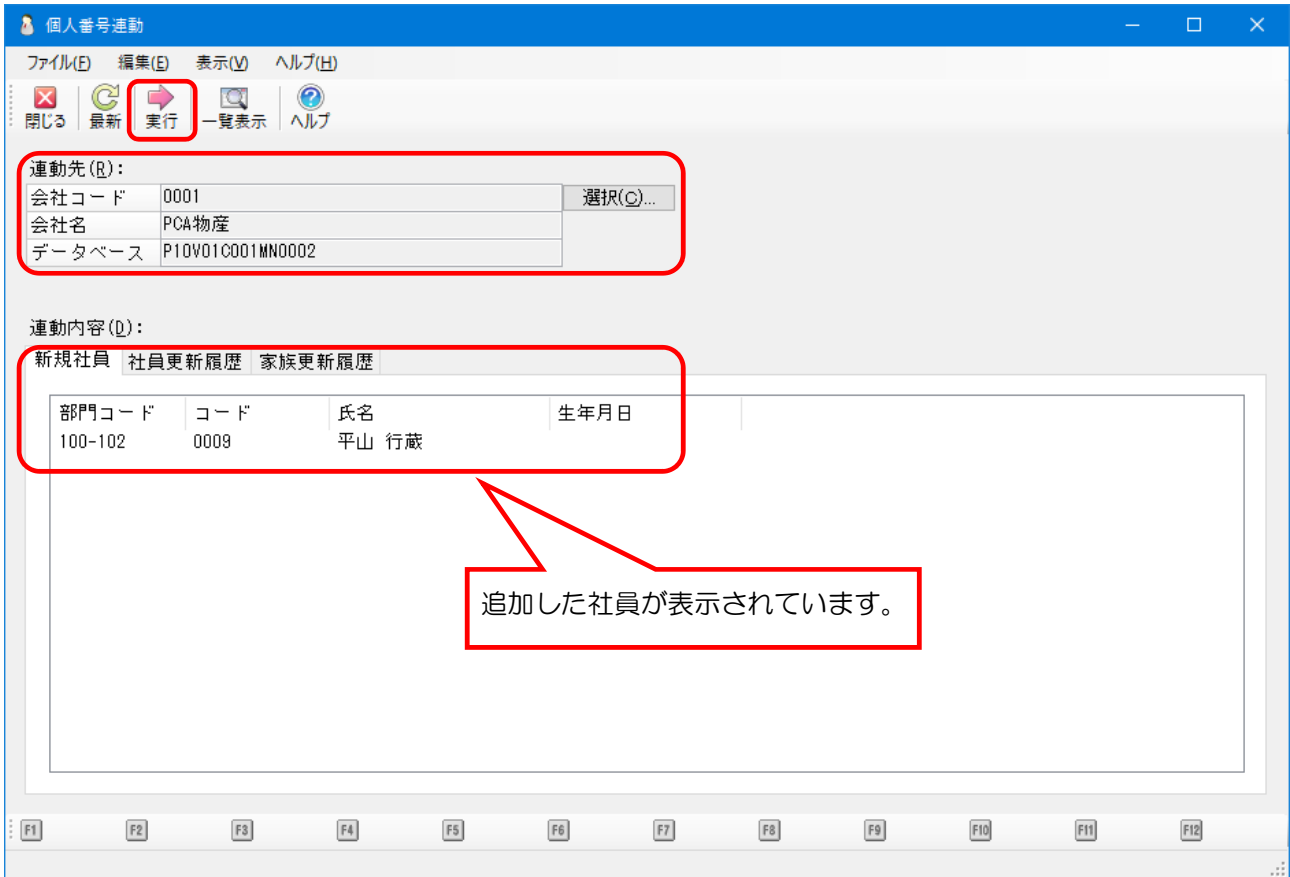 個人番号連動
ファイル(F) 編集(E) 表示(V) ヘルプ(H)
閉じる 最新 実行 一覧表示 ヘルプ
連動先(R):
会社コード 0001 選択(C)...
会社名 PCA物産
データベース P10V01C001MN0002
連動内容(D):
新規社員 社員更新履歴 家族更新履歴
部門コード コード 氏名 生年月日
100-102 0009 平山 行蔵
追加した社員が表示されています。
F1 F2 F3 F4 F5 F6 F7 F8 F9 F10 F11 F12